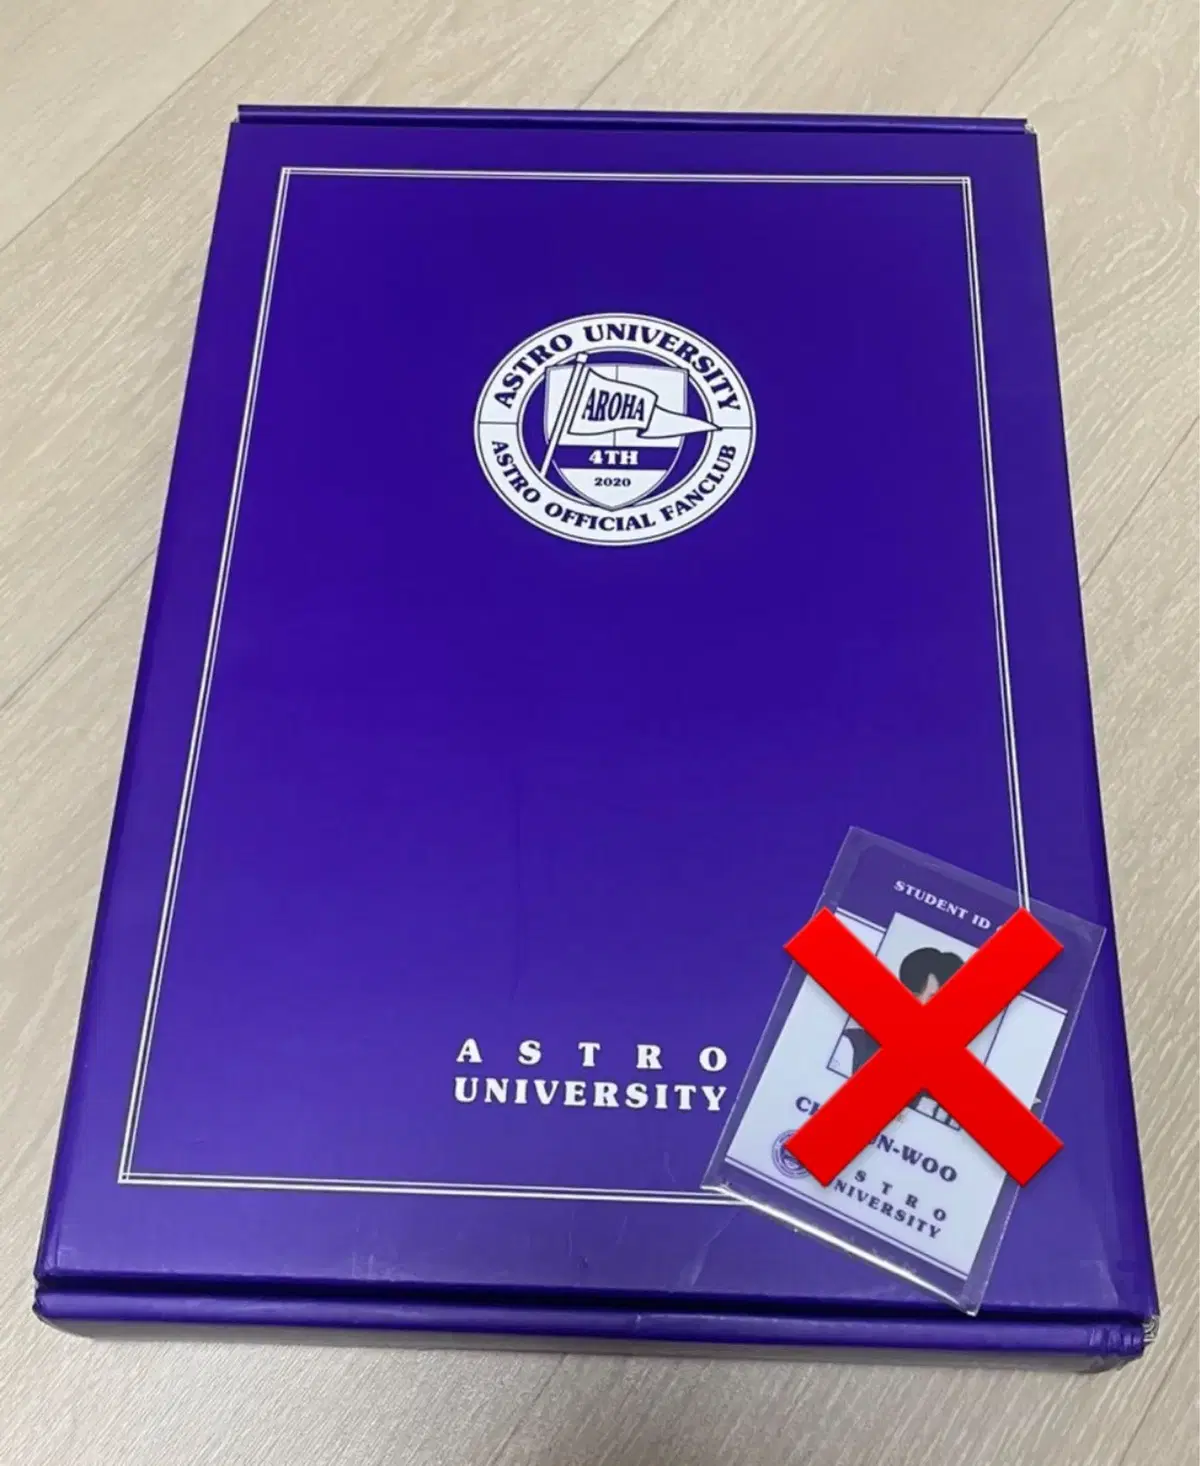 ASTRO UNIVERSITY
AROHA
4TH
2020
ASTRO OFFICIAL FANCLUB
ASTRO
UNIVERSITY
STUDENT ID
N-WOO
STRO
NIVERSITY